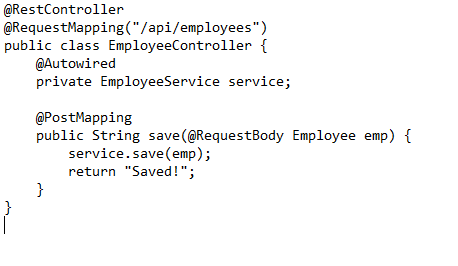 @RestController
@RequestMapping("/api/employees")
public class EmployeeController {
    @Autowired
    private EmployeeService service;

    @PostMapping
    public String save(@RequestBody Employee emp) {
        service.save(emp);
        return "Saved!";
    }
}